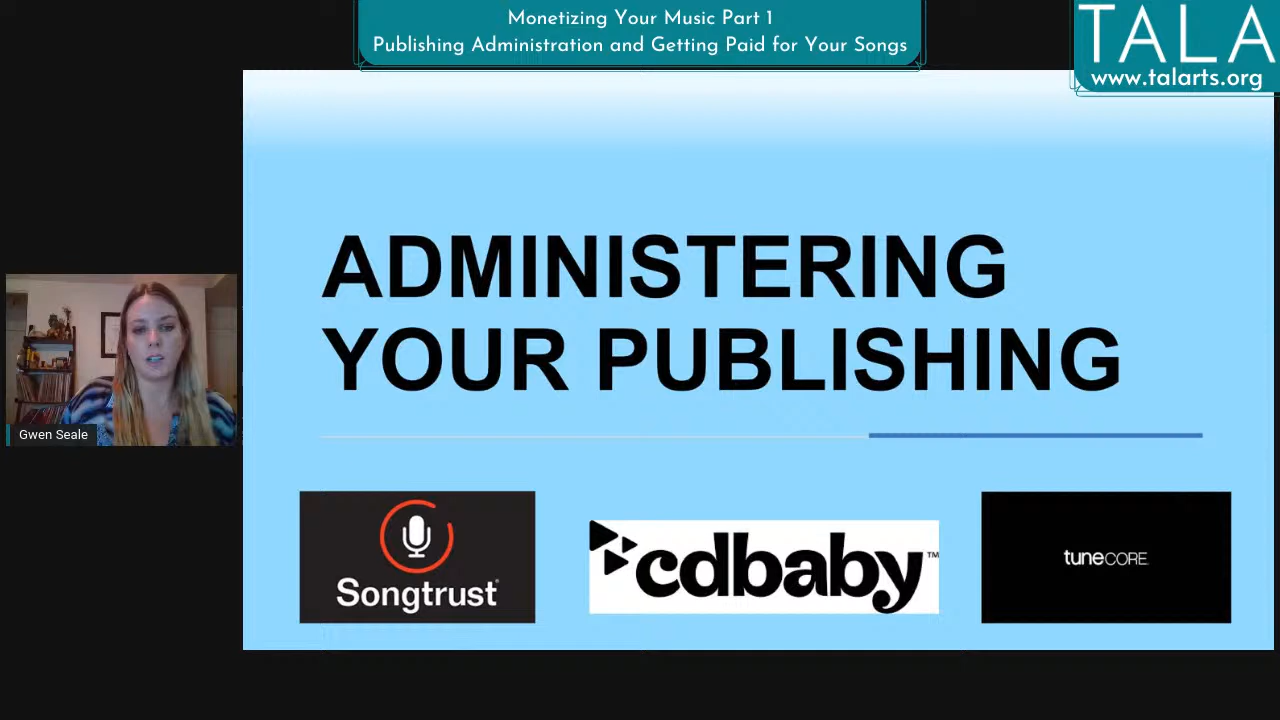 Monetizing Your Music Part 1
Publishing Administration and Getting Paid for Your Songs
TALA
www.talarts.org
ADMINISTERING
YOUR PUBLISHING
Gwen Seale
Songtrust®
cdbaby™
tuneCORE